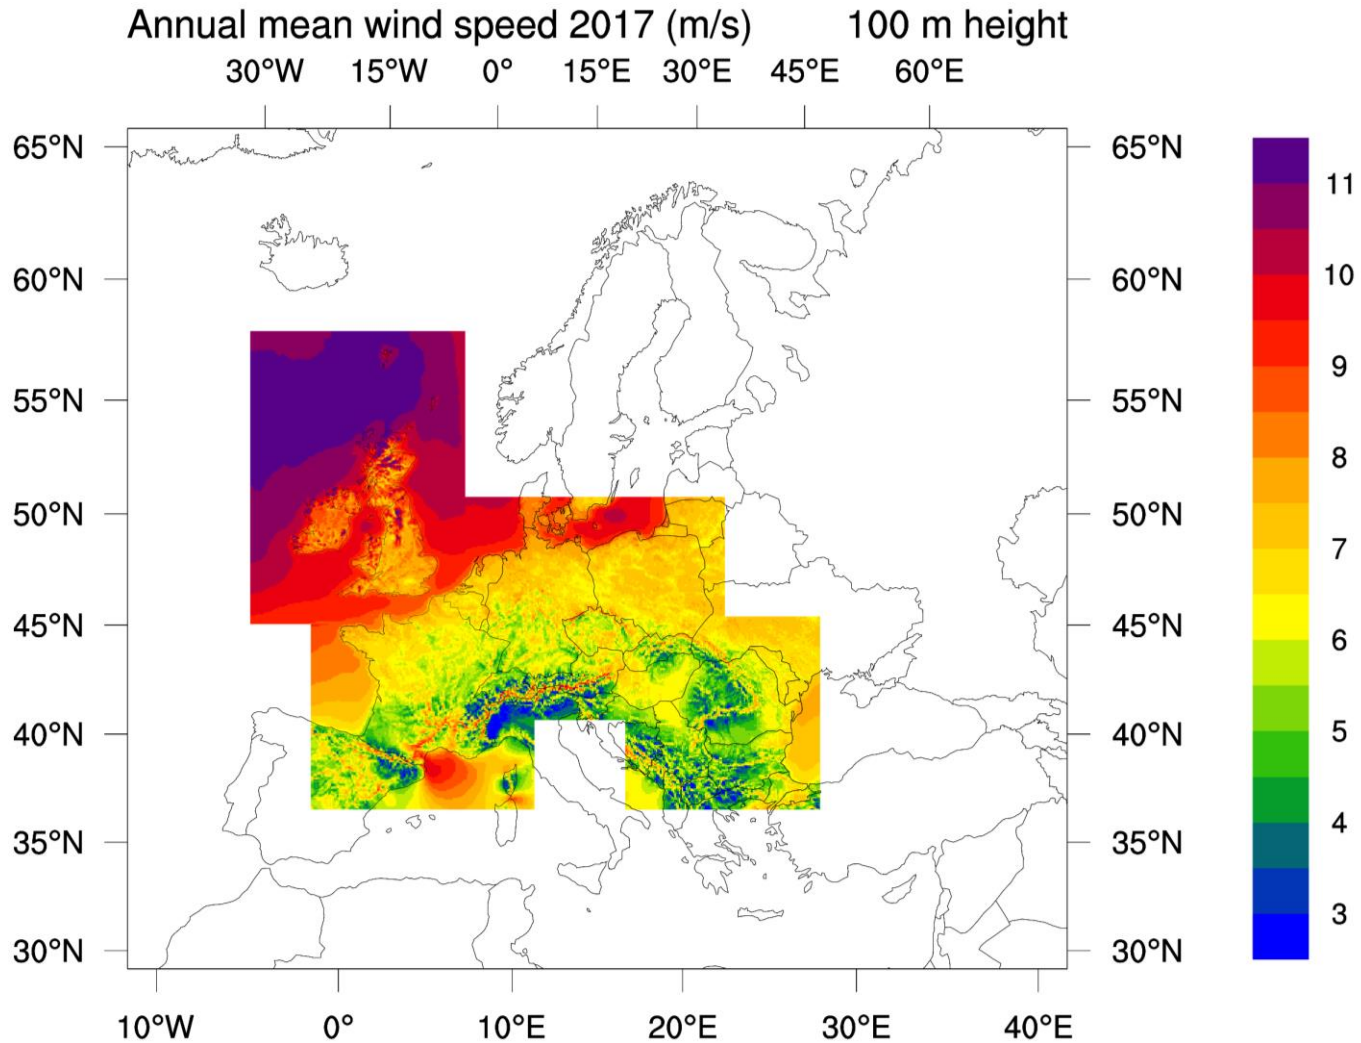 Annual mean wind speed 2017 (m/s) 100 m height
30°W 15°W 0° 15°E 30°E 45°E 60°E
65°N 65°N
11
60°N 60°N 10
9
55°N 55°N
8
50°N 50°N
7
45°N 45°N 6
40°N 40°N 5
35°N 35°N 4
30°N 30°N 3
10°W 0° 10°E 20°E 30°E 40°E